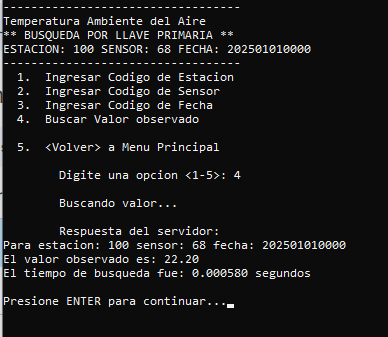 ----------------------------------
Temperatura Ambiente del Aire
** BUSQUEDA POR LLAVE PRIMARIA **
ESTACION: 100 SENSOR: 68 FECHA: 202501010000
----------------------------------
1. Ingresar Codigo de Estacion
2. Ingresar Codigo de Sensor
3. Ingresar Codigo de Fecha
4. Buscar Valor observado
5. <Volver> a Menu Principal
Digite una opcion <1-5>: 4
Buscando valor...
Respuesta del servidor:
Para estacion: 100 sensor: 68 fecha: 202501010000
El valor observado es: 22.20
El tiempo de busqueda fue: 0.000580 segundos
Presione ENTER para continuar...